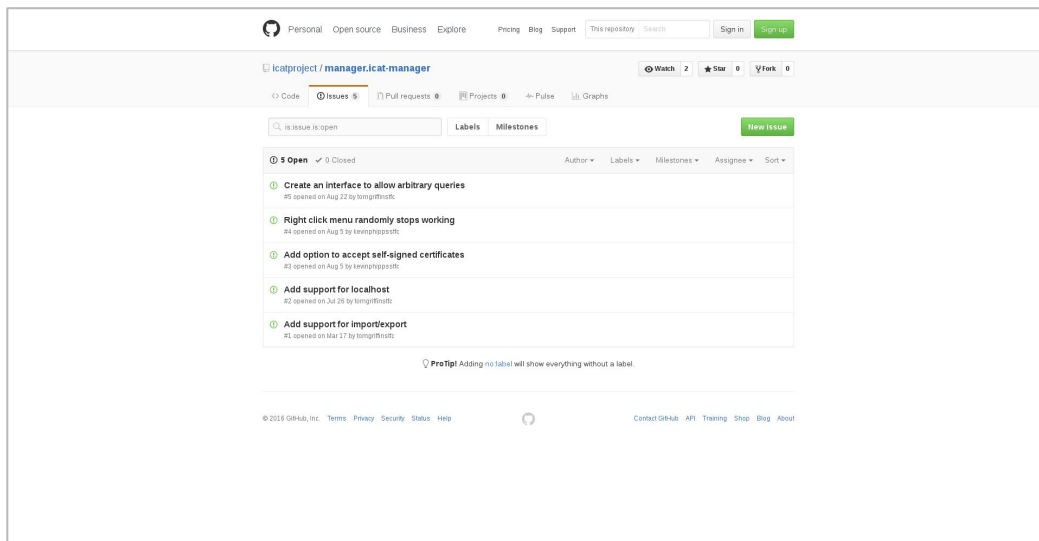 Personal Open source Business Explore Pricing Blog Support This repository Search Sign in Sign up
icatproject / manager.icat-manager Watch 2 Star 0 Fork 0
Code Issues 5 Pull requests 0 Projects 0 Pulse Graphs
is:issue is:open Labels Milestones New issue
5 Open 0 Closed Author Labels Milestones Assignee Sort
Create an interface to allow arbitrary queries
#5 opened on Aug 22 by tomgriffinstfc
Right click menu randomly stops working
#4 opened on Aug 5 by kevinphippsstfc
Add option to accept self-signed certificates
#3 opened on Aug 5 by kevinphippsstfc
Add support for localhost
#2 opened on Jul 26 by tomgriffinstfc
Add support for import/export
#1 opened on Mar 17 by tomgriffinstfc
ProTip! Adding no:label will show everything without a label.
© 2016 GitHub, Inc. Terms Privacy Security Status Help Contact GitHub API Training Shop Blog About